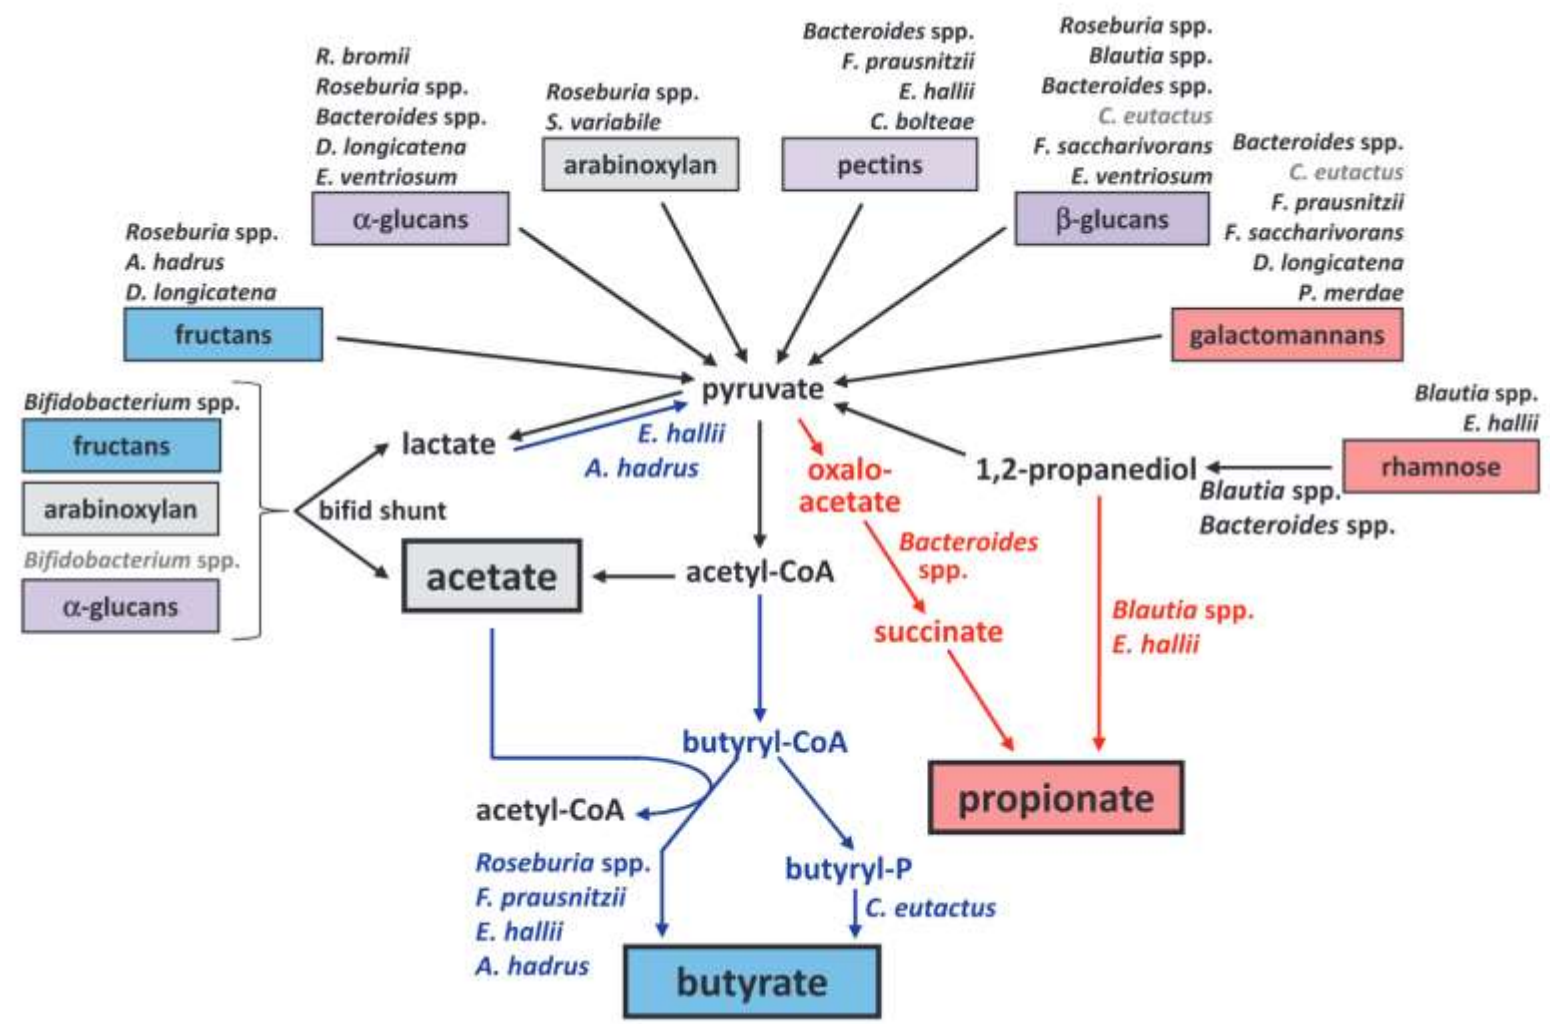 R. bromii
Roseburia spp.
Bacteroides spp.
D. longicatena
E. ventriosum
α-glucans
Roseburia spp.
S. variabile
arabinoxylan
Bacteroides spp.
F. prausnitzii
E. hallii
C. bolteae
pectins
Roseburia spp.
Blautia spp.
Bacteroides spp.
C. eutactus
F. saccharivorans
E. ventriosum
β-glucans
Bacteroides spp.
C. eutactus
F. prausnitzii
F. saccharivorans
D. longicatena
P. merdae
galactomannans
Roseburia spp.
A. hadrus
D. longicatena
fructans
pyruvate
Bifidobacterium spp.
fructans
arabinoxylan
Bifidobacterium spp.
α-glucans
bifid shunt
lactate
E. hallii
A. hadrus
oxalo-
acetate
1,2-propanediol
Blautia spp.
E. hallii
rhamnose
Blautia spp.
Bacteroides spp.
acetate
acetyl-CoA
Bacteroides
spp.
succinate
Blautia spp.
E. hallii
butyryl-CoA
propionate
acetyl-CoA
Roseburia spp.
F. prausnitzii
E. hallii
A. hadrus
butyryl-P
C. eutactus
butyrate